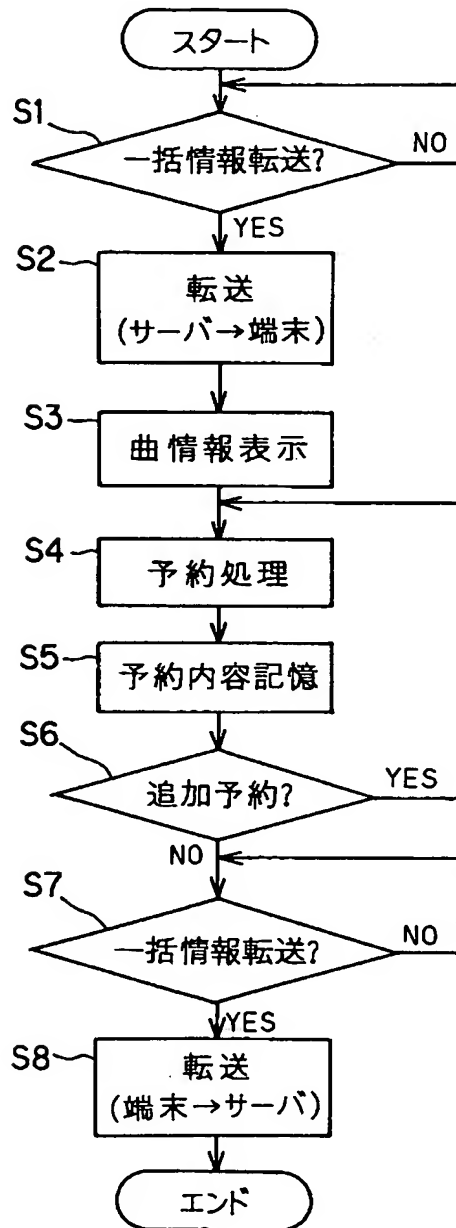 スタート
S1
一括情報転送?
NO
YES
S2
転送
(サーバ→端末)
S3
曲情報表示
S4
予約処理
S5
予約内容記憶
S6
追加予約?
YES
NO
S7
一括情報転送?
NO
YES
S8
転送
(端末→サーバ)
エンド